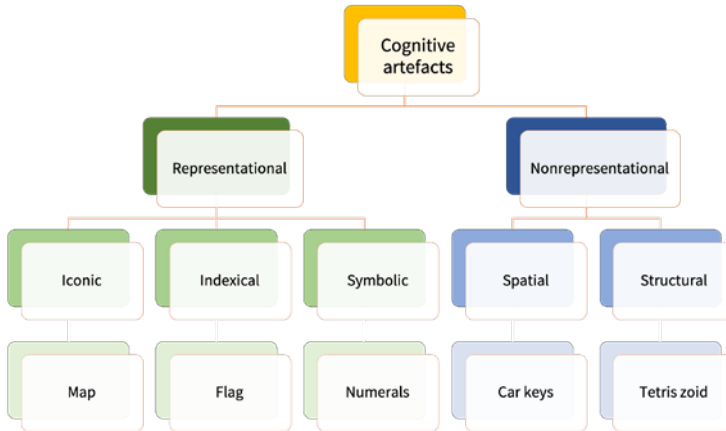 Cognitive
artefacts
Representational
Nonrepresentational
Iconic
Indexical
Symbolic
Spatial
Structural
Map
Flag
Numerals
Car keys
Tetris zoid